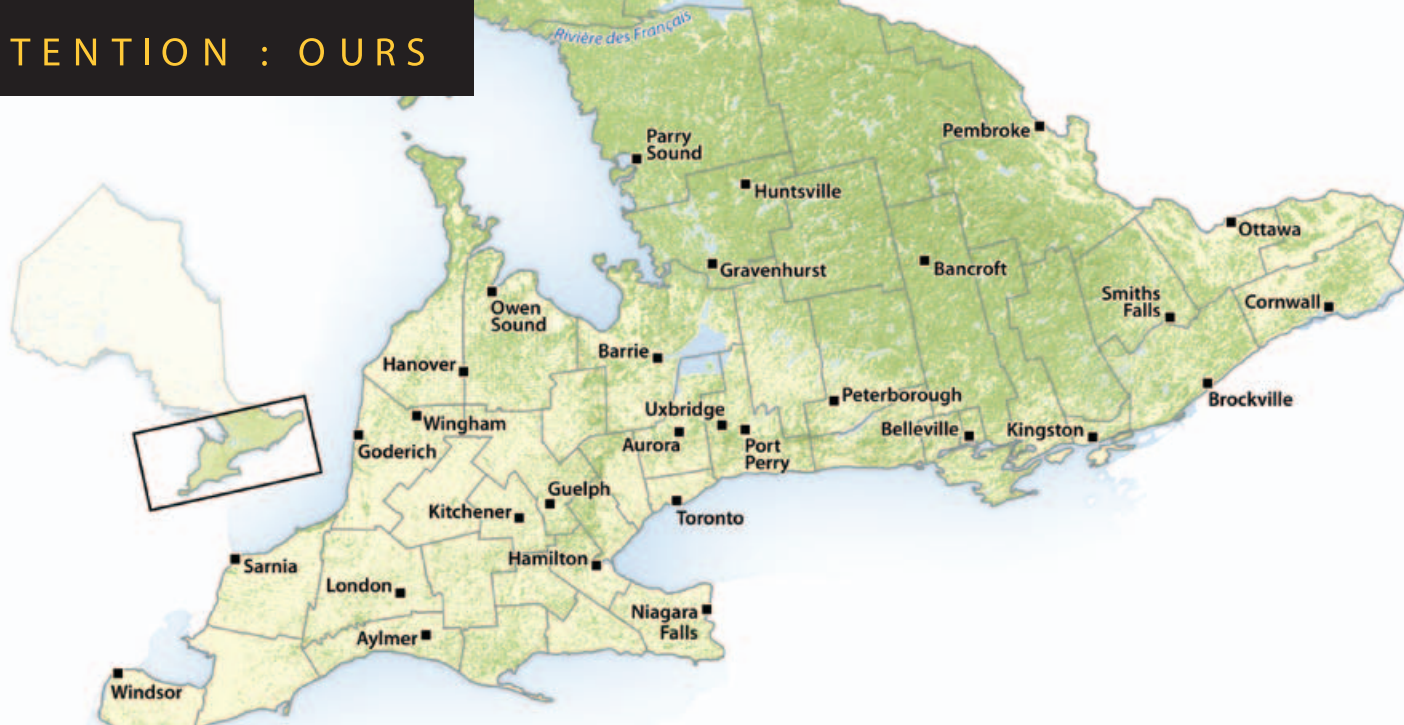 TENTION : OURS
Rivière des Français
Pembroke
Parry
Sound
Huntsville
Ottawa
Gravenhurst
Bancroft
Smiths
Falls
Cornwall
Owen
Sound
Barrie
Hanover
Peterborough
Brockville
Uxbridge
Wingham
Belleville
Kingston
Goderich
Aurora
Port
Perry
Guelph
Kitchener
Toronto
Hamilton
Sarnia
London
Niagara
Falls
Aylmer
Windsor